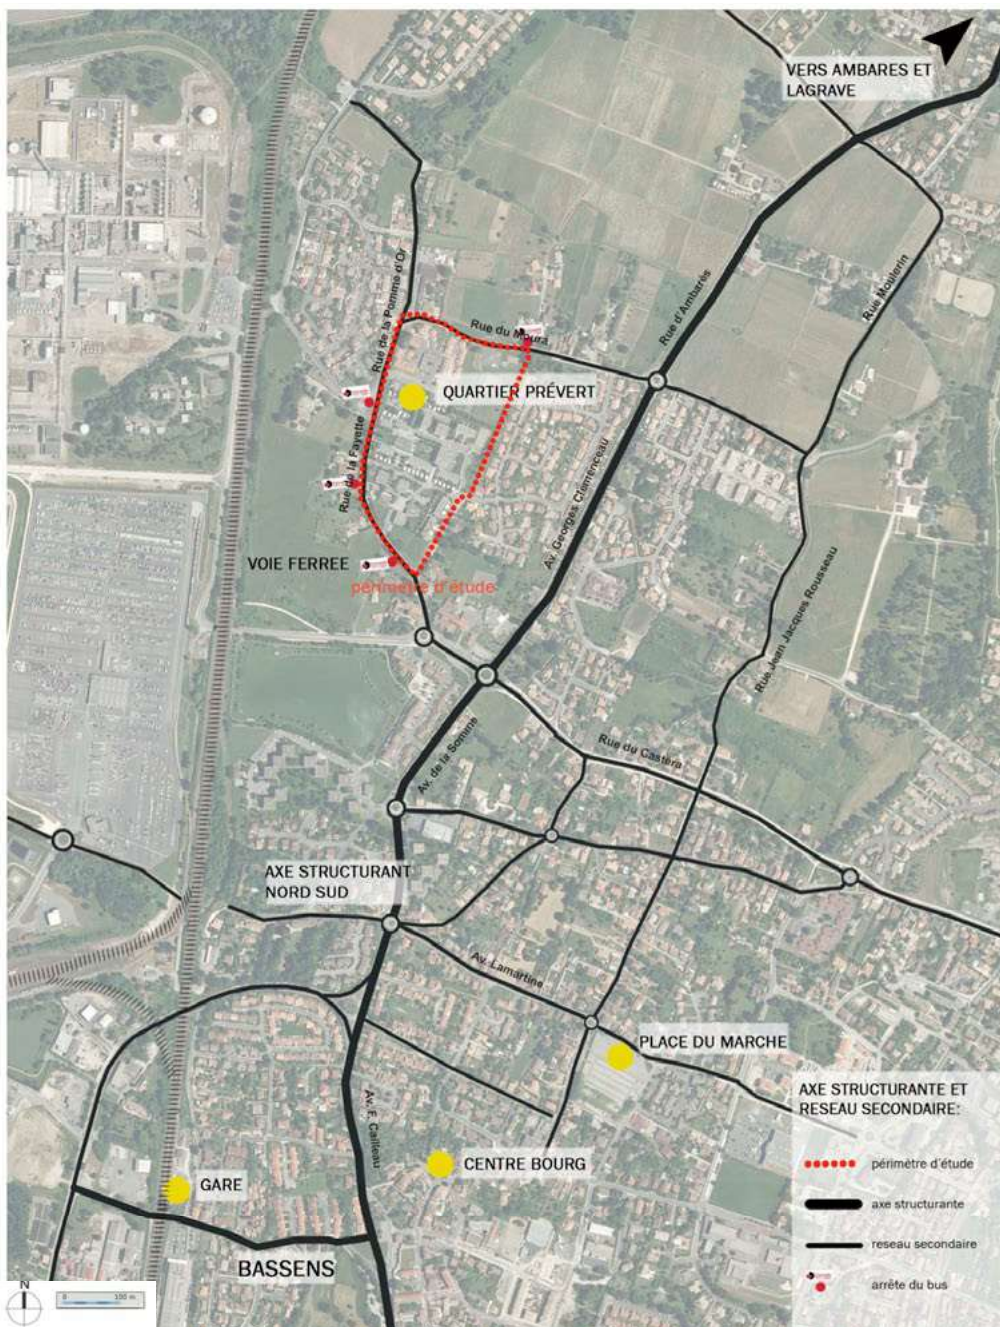 VERS AMBARES ET
LAGRAVE
Rue de la Pomme d'Or
Rue du Moura
Rue d'Ambarès
Rue Moulerin
QUARTIER PRÉVERT
Rue de la Fayette
Av. Georges Clemenceau
VOIE FERREE
périmètre d'étude
Rue Jean Jacques Rousseau
Av. de la Somme
Rue du Castera
AXE STRUCTURANT
NORD SUD
Av. Lamartine
PLACE DU MARCHE
AXE STRUCTURANTE ET
RESEAU SECONDAIRE:
Av. F. Cailleau
CENTRE BOURG
périmètre d'étude
GARE
axe structurante
reseau secondaire
BASSENS
arrête du bus
N
0 100 m